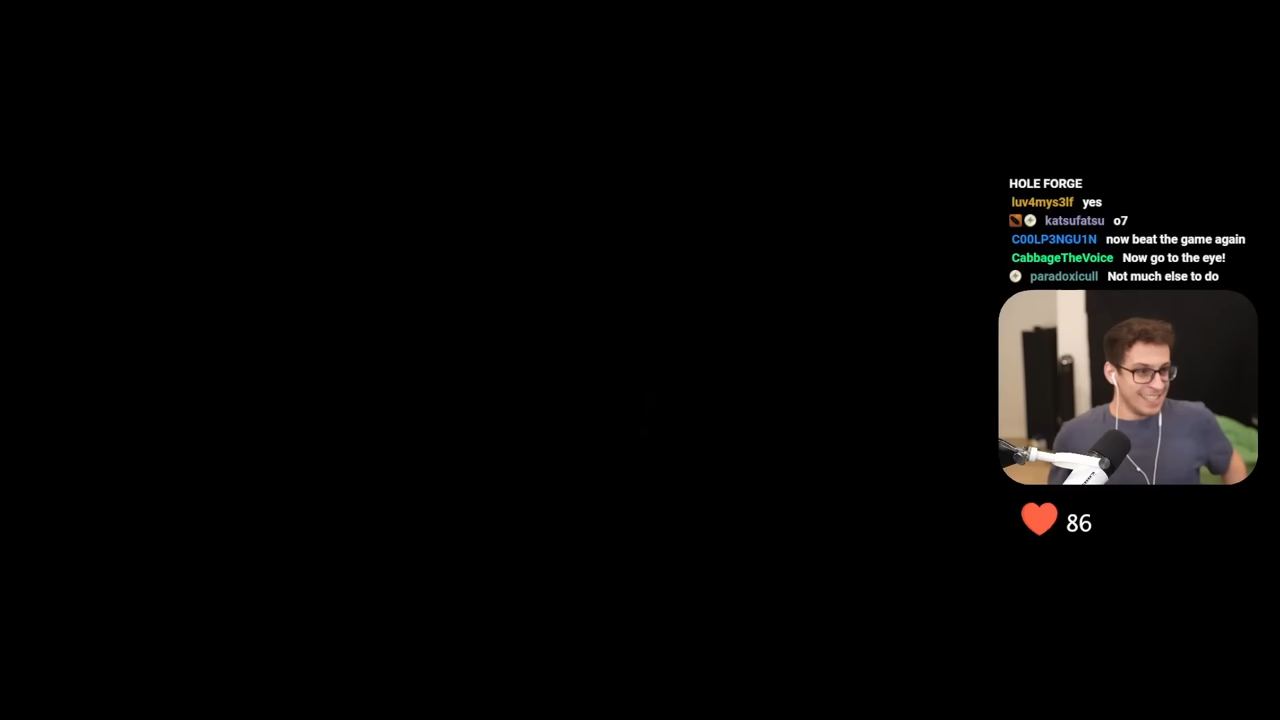 HOLE FORGE
luv4mys3lf yes
katsufatsu o7
C00LP3NGU1N now beat the game again
CabbageTheVoice Now go to the eye!
paradoxicull Not much else to do
86